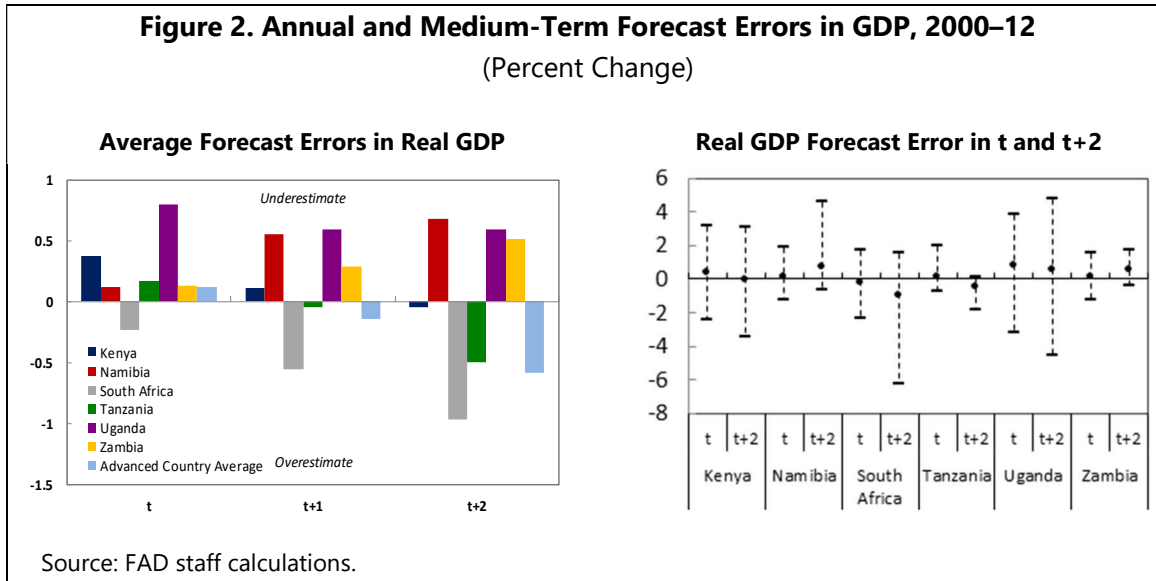 Figure 2. Annual and Medium-Term Forecast Errors in GDP, 2000–12
(Percent Change)
Average Forecast Errors in Real GDP
1
0.5
0
-0.5
-1
-1.5
Underestimate
Kenya
Namibia
South Africa
Tanzania
Uganda
Zambia
Advanced Country Average
Overestimate
t t+1 t+2
Real GDP Forecast Error in t and t+2
6
4
2
0
-2
-4
-6
-8
t t+2 t t+2 t t+2 t t+2 t t+2 t t+2
Kenya Namibia South Tanzania Uganda Zambia
Africa
Source: FAD staff calculations.